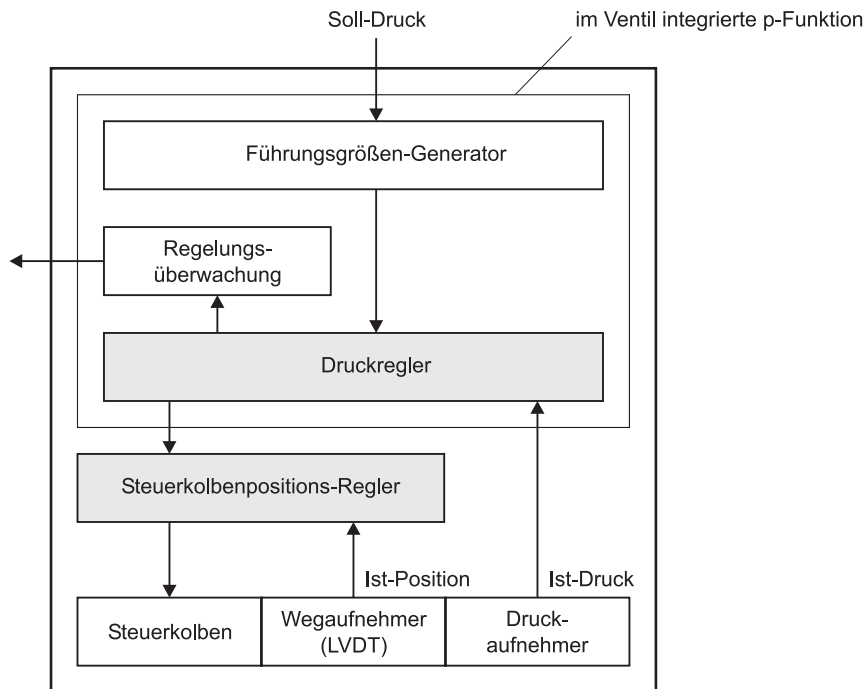 Soll-Druck
im Ventil integrierte p-Funktion
Führungsgrößen-Generator
Regelungs-
überwachung
Druckregler
Steuerkolbenpositions-Regler
Ist-Position
Ist-Druck
Steuerkolben
Wegaufnehmer
(LVDT)
Druck-
aufnehmer